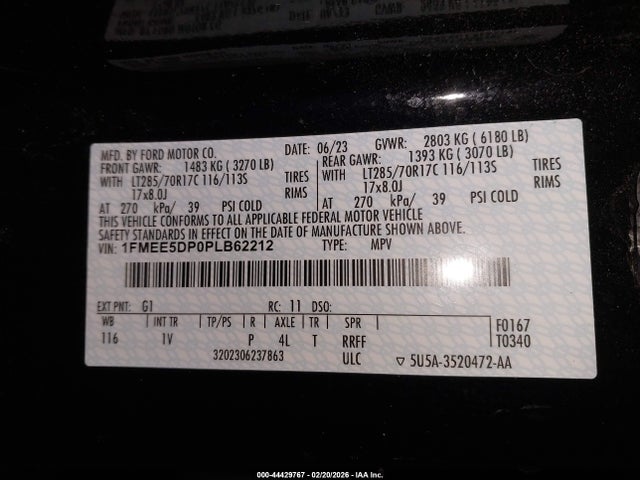 MFD. BY FORD MOTOR CO.
DATE: 06/23 GVWR: 2803 KG ( 6180 LB)
FRONT GAWR: 1483 KG ( 3270 LB)
REAR GAWR: 1393 KG ( 3070 LB)
WITH LT285/70R17C 116/113S TIRES
WITH LT285/70R17C 116/113S TIRES
17x8.0J RIMS
17x8.0J RIMS
AT 270 kPa/ 39 PSI COLD
AT 270 kPa/ 39 PSI COLD
THIS VEHICLE CONFORMS TO ALL APPLICABLE FEDERAL MOTOR VEHICLE
SAFETY STANDARDS IN EFFECT ON THE DATE OF MANUFACTURE SHOWN ABOVE.
VIN: 1FMEE5DP0PLB62212 TYPE: MPV
EXT PNT: G1 RC: 11 DSO:
WB INT TR TP/PS R AXLE TR SPR F0167
116 1V P 4L T RRFF T0340
3202306237863 ULC ▽ 5U5A-3520472-AA
000-44429767 - 02/20/2026 - IAA Inc.